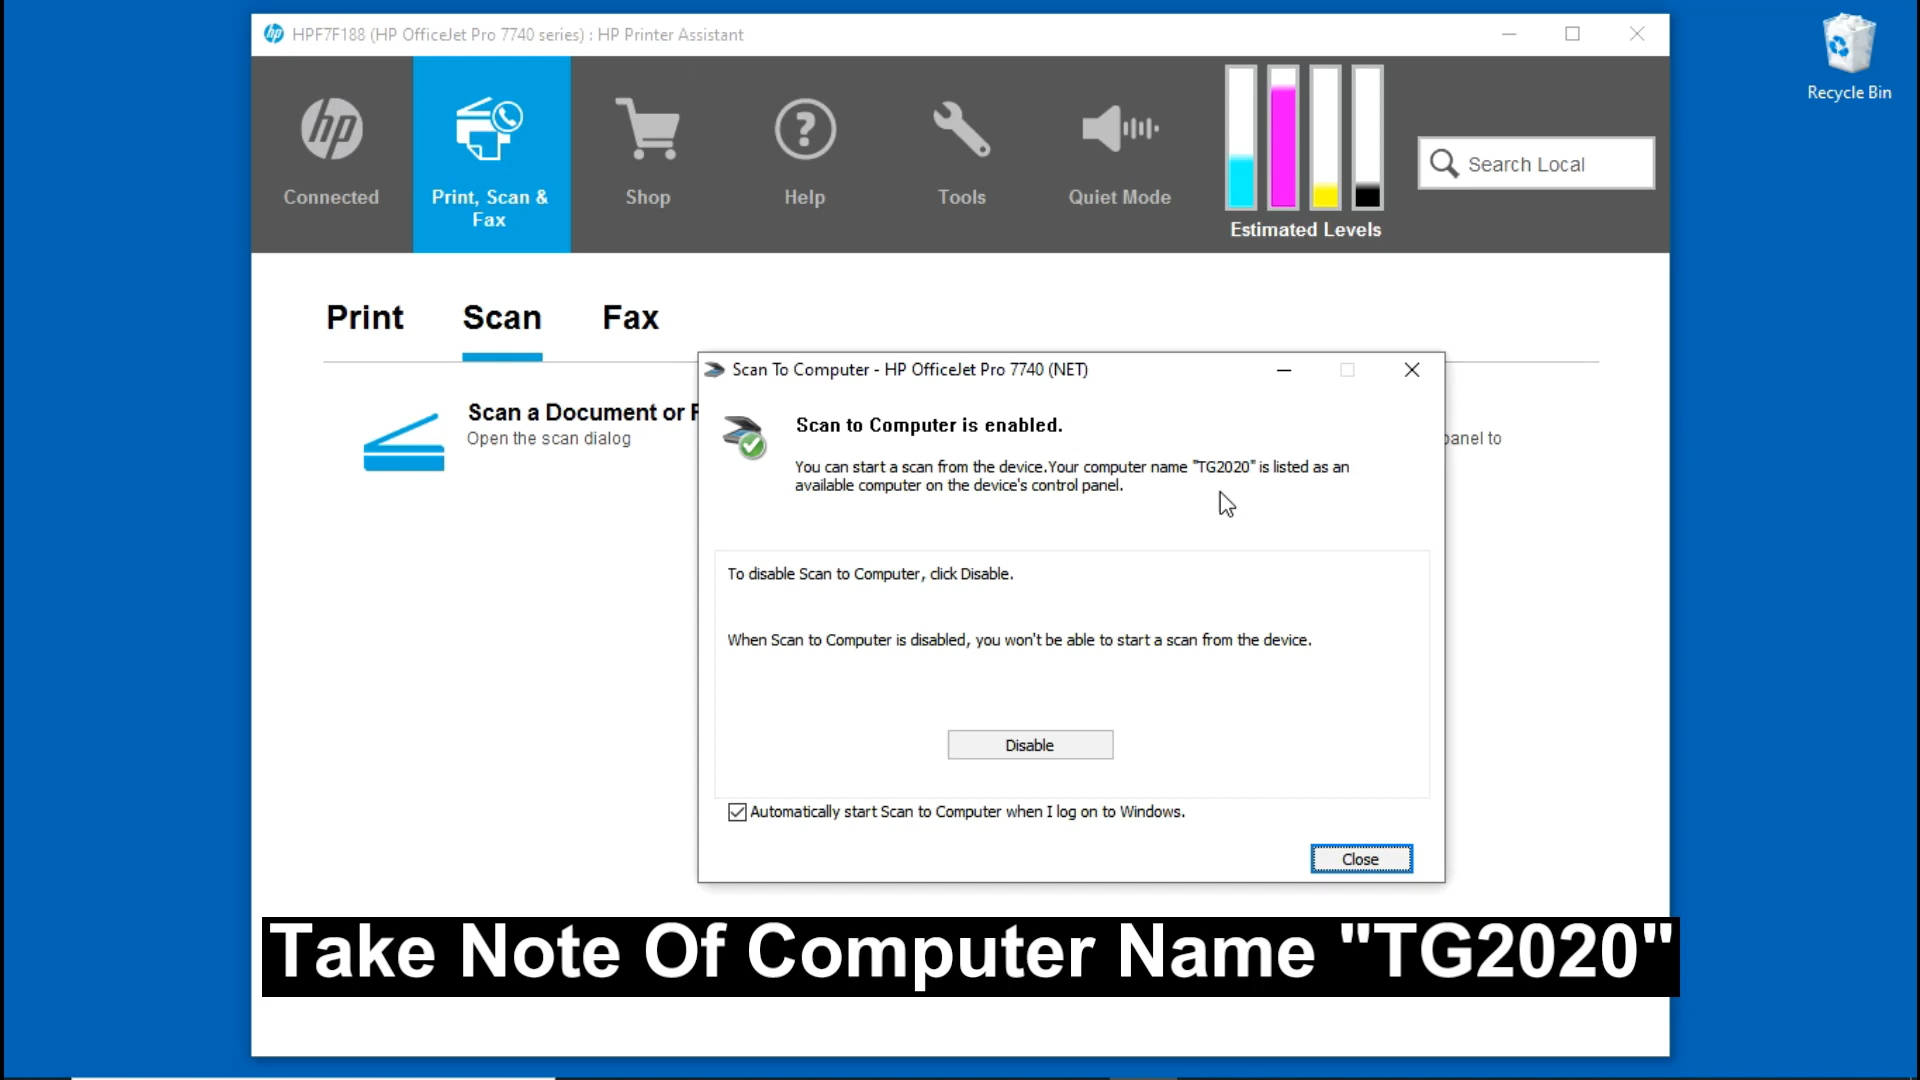 HPF7F188 (HP OfficeJet Pro 7740 series) : HP Printer Assistant
Recycle Bin
hp
Connected
Print, Scan &
Fax
Shop
Help
Tools
Quiet Mode
Estimated Levels
Search Local
Print
Scan
Fax
Scan a Document or
Open the scan dialog
panel to
Scan To Computer - HP OfficeJet Pro 7740 (NET)
Scan to Computer is enabled.
You can start a scan from the device.Your computer name "TG2020" is listed as an
available computer on the device's control panel.
To disable Scan to Computer, click Disable.
When Scan to Computer is disabled, you won't be able to start a scan from the device.
Disable
Automatically start Scan to Computer when I log on to Windows.
Close
Take Note Of Computer Name "TG2020"